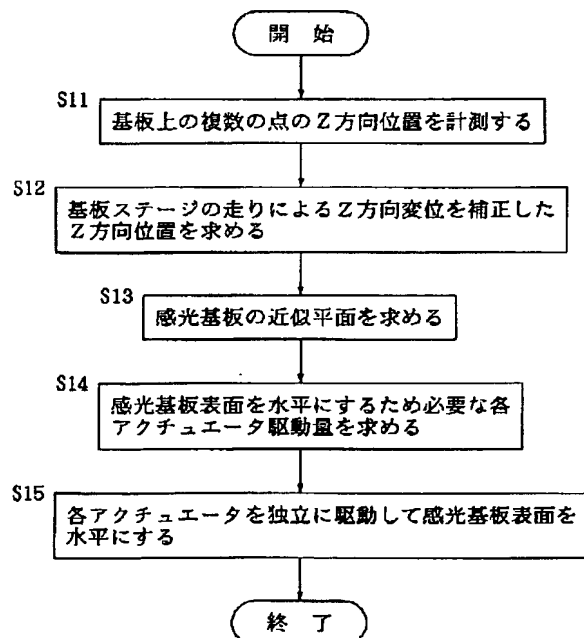 開 始
S11
基板上の複数の点のZ方向位置を計測する
S12
基板ステージの走りによるZ方向変位を補正した
Z方向位置を求める
S13
感光基板の近似平面を求める
S14
感光基板表面を水平にするため必要な各
アクチュエータ駆動量を求める
S15
各アクチュエータを独立に駆動して感光基板表面を
水平にする
終 了